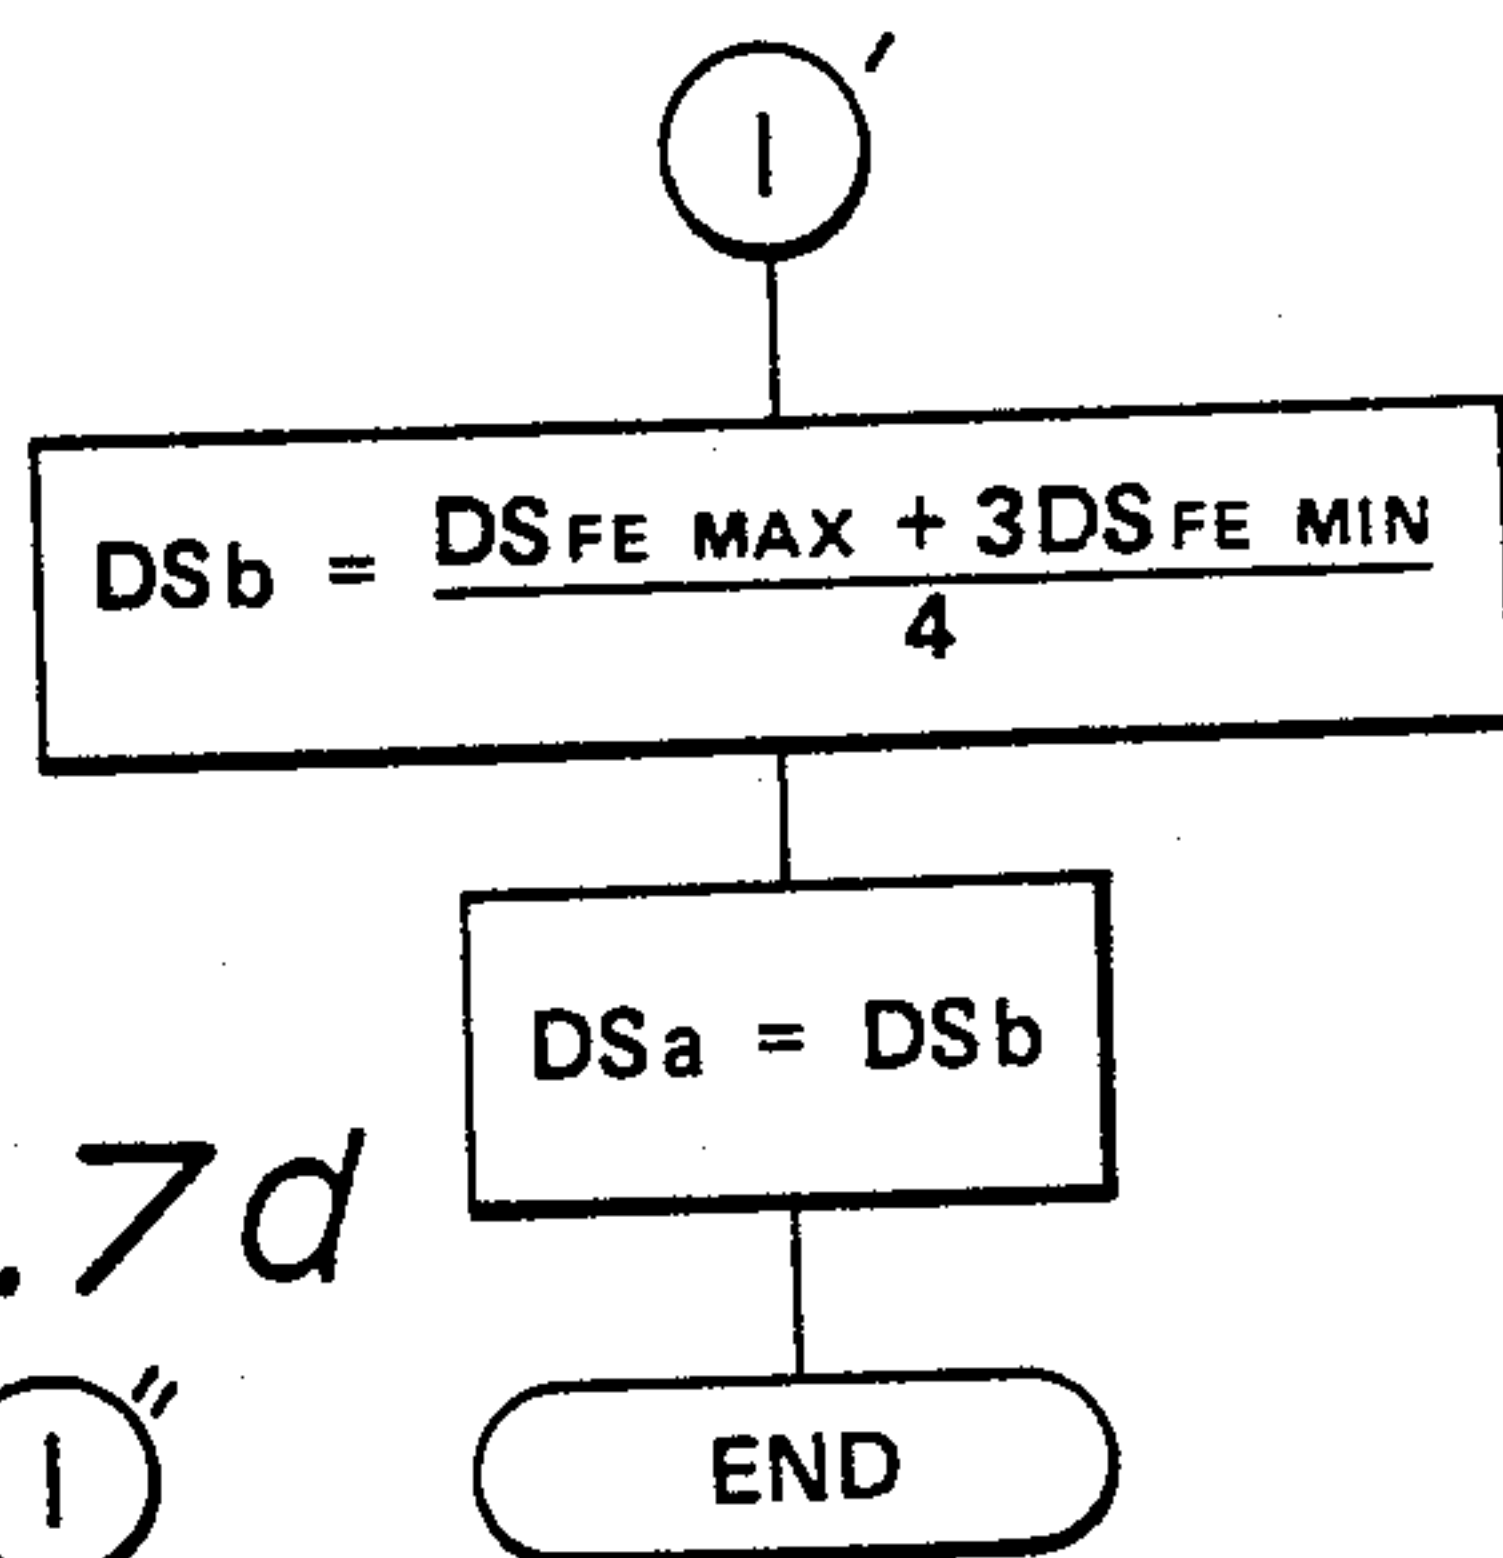 1'
DSb = DSFE MAX + 3DSFE MIN
4
DSa = DSb
.7d
1"
END